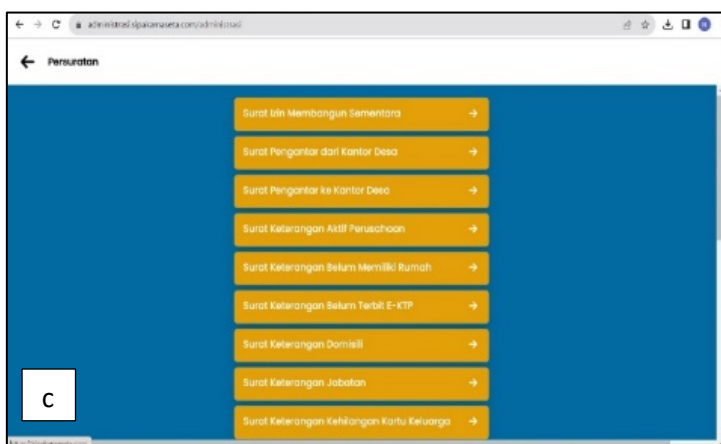 administrasi.sipakamaseta.com/administrasi
Persuratan
Surat Izin Membangun Sementara
Surat Pengantar dari Kantor Desa
Surat Pengantar ke Kantor Desa
Surat Keterangan Aktif Perusahaan
Surat Keterangan Belum Memiliki Rumah
Surat Keterangan Belum Terbit E-KTP
Surat Keterangan Domisili
Surat Keterangan Jabatan
Surat Keterangan Kehilangan Kartu Keluarga
C